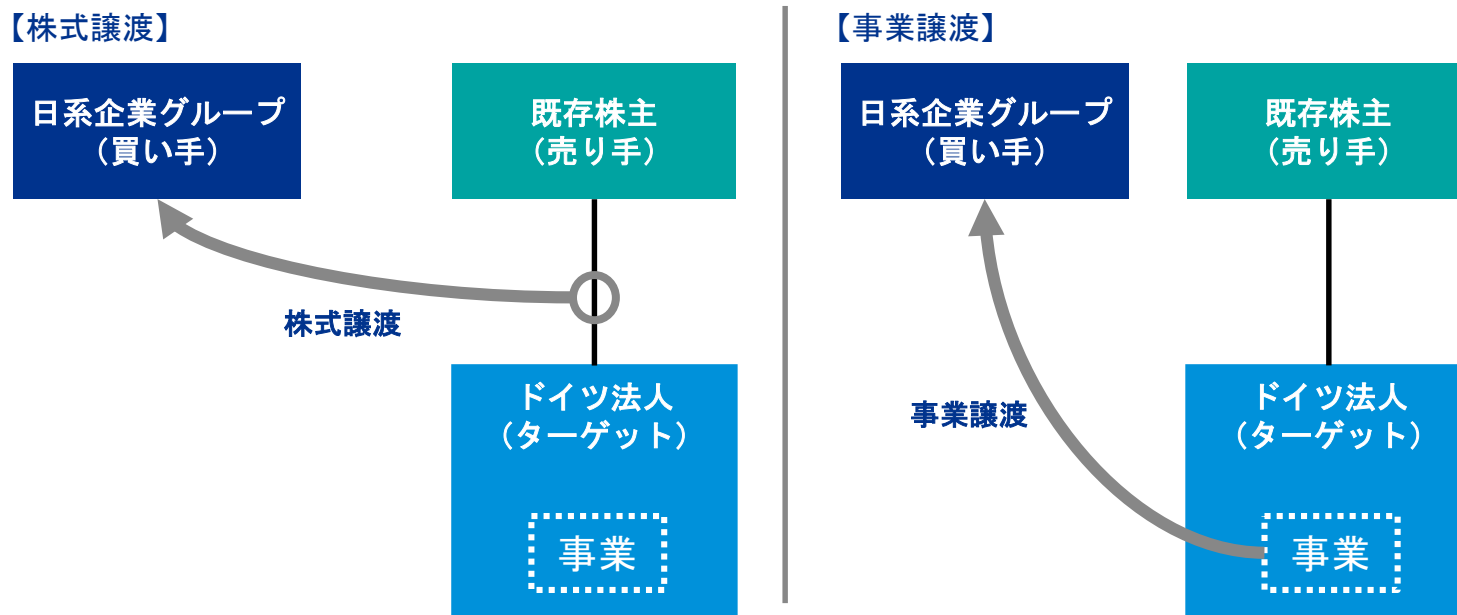 【株式譲渡】
日系企業グループ
（買い手）
既存株主
（売り手）
株式譲渡
ドイツ法人
（ターゲット）
事業
【事業譲渡】
日系企業グループ
（買い手）
既存株主
（売り手）
事業譲渡
ドイツ法人
（ターゲット）
事業